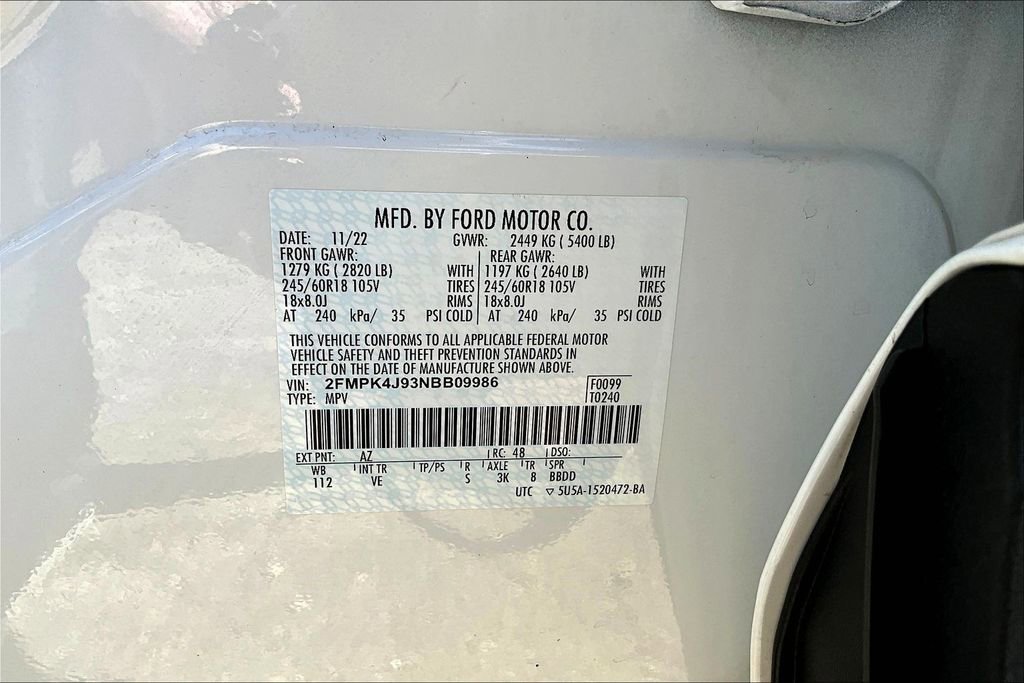 MFD. BY FORD MOTOR CO.
DATE: 11/22 GVWR: 2449 KG ( 5400 LB)
FRONT GAWR: REAR GAWR:
1279 KG ( 2820 LB) WITH 1197 KG ( 2640 LB) WITH
245/60R18 105V TIRES 245/60R18 105V TIRES
18x8.0J RIMS 18x8.0J RIMS
AT 240 kPa/ 35 PSI COLD AT 240 kPa/ 35 PSI COLD
THIS VEHICLE CONFORMS TO ALL APPLICABLE FEDERAL MOTOR
VEHICLE SAFETY AND THEFT PREVENTION STANDARDS IN
EFFECT ON THE DATE OF MANUFACTURE SHOWN ABOVE.
VIN: 2FMPK4J93NBB09986 F0099
TYPE: MPV T0240
EXT PNT: AZ RC: 48 DSO:
WB INT TR TP/PS R AXLE TR SPR
112 VE S 3K 8 BBDD
UTC ▽ 5U5A-1520472-BA